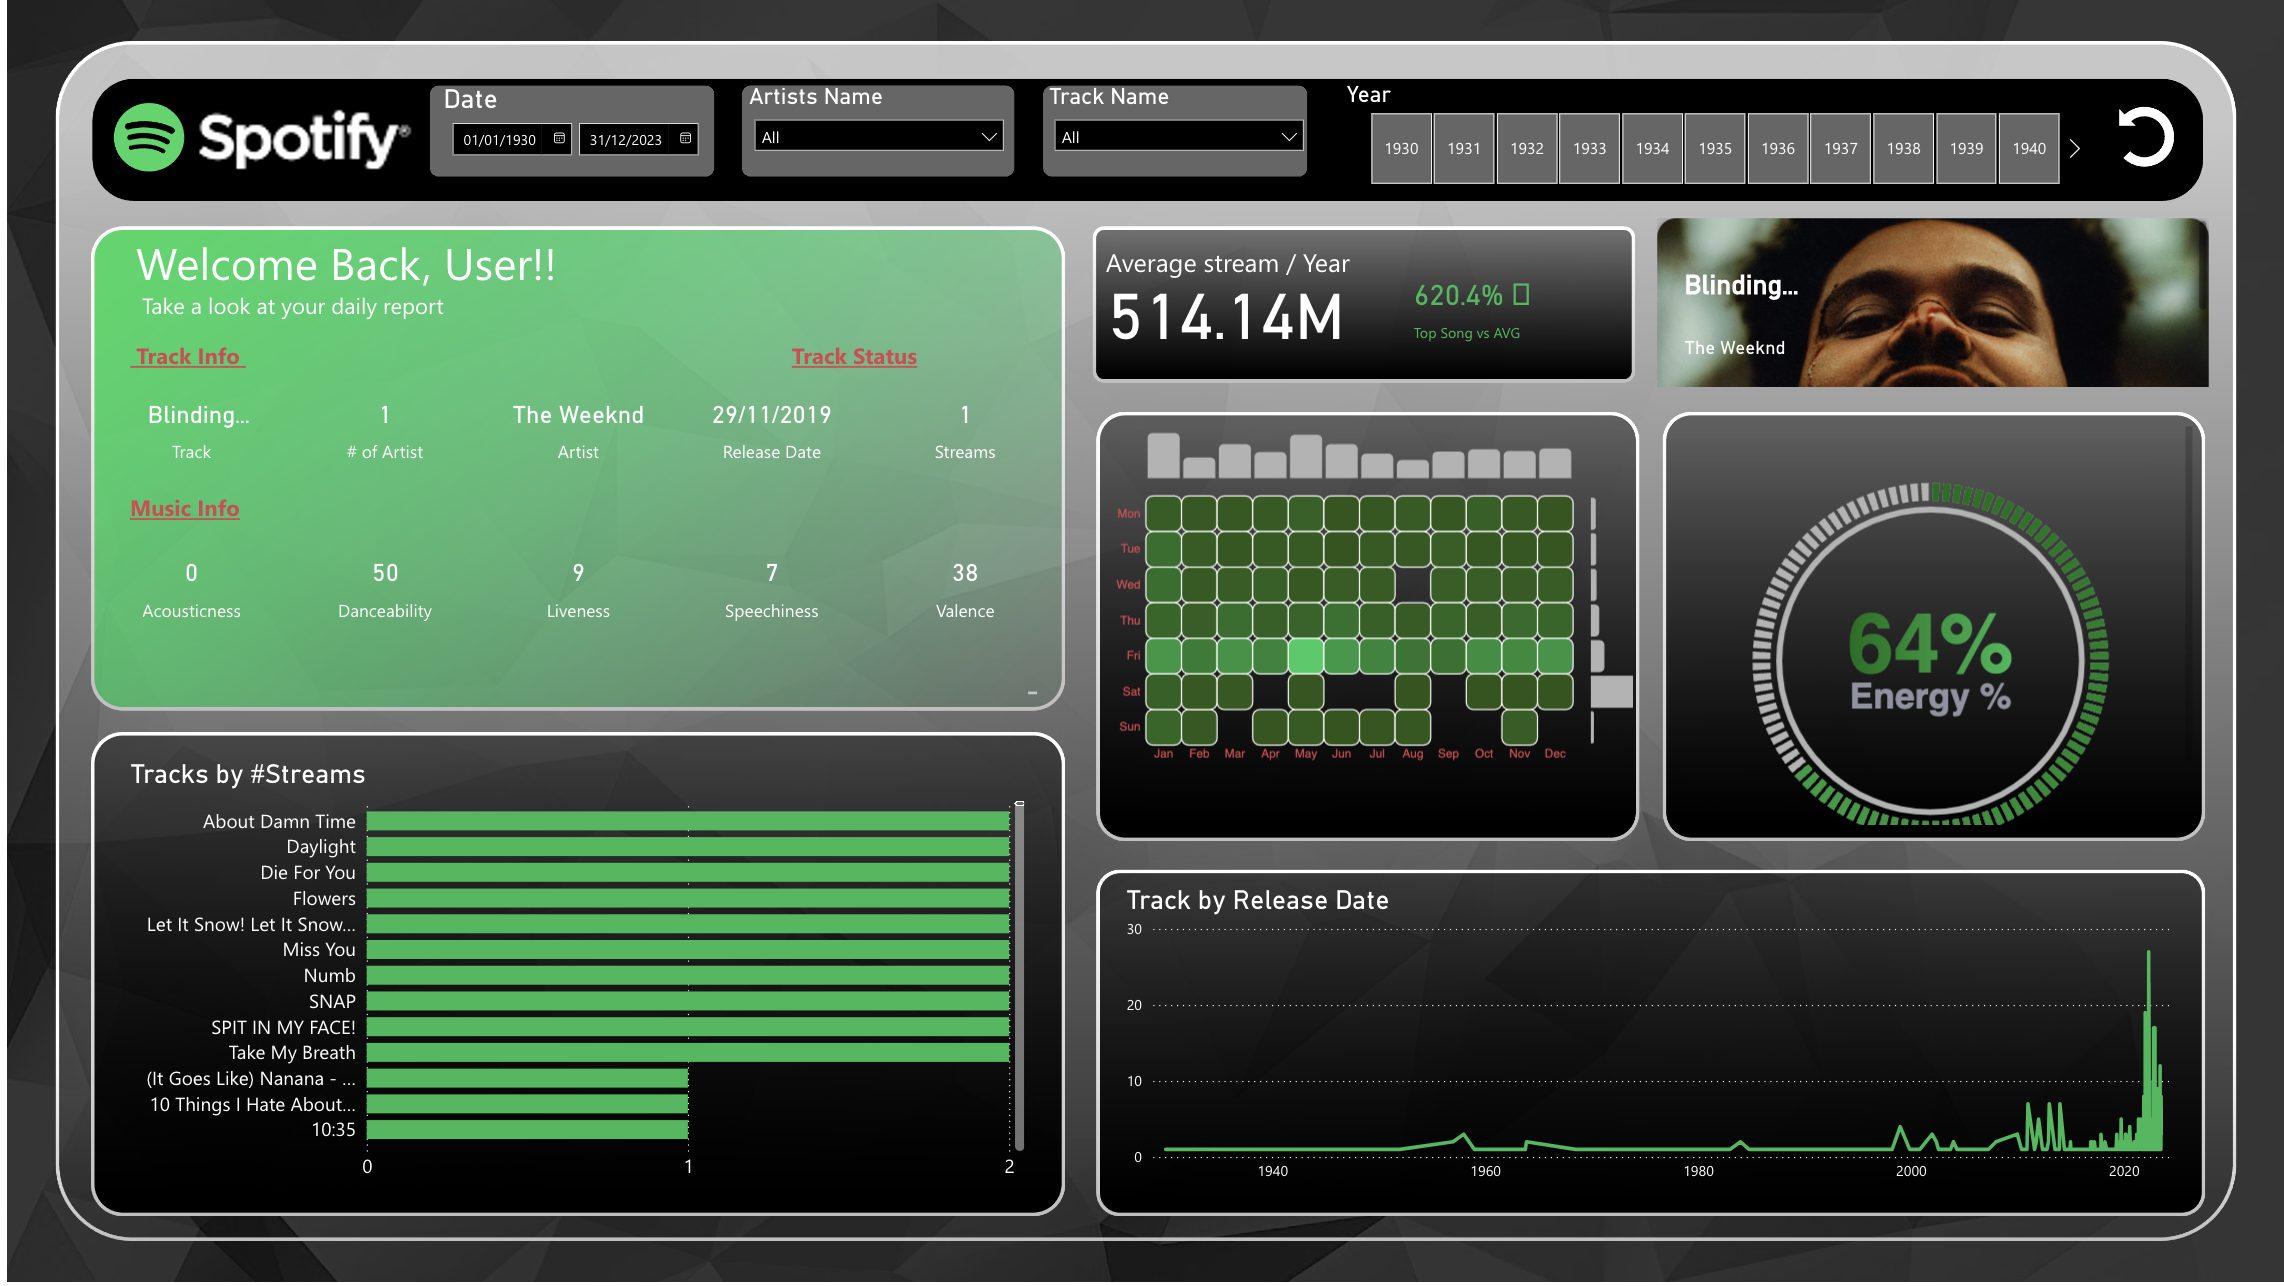 Spotify®
Date
01/01/1930
31/12/2023
Artists Name
All
Track Name
All
Year
1930 1931 1932 1933 1934 1935 1936 1937 1938 1939 1940
Welcome Back, User!!
Take a look at your daily report
Track Info
Track Status
Blinding... 1 The Weeknd 29/11/2019 1
Track # of Artist Artist Release Date Streams
Music Info
0 50 9 7 38
Acousticness Danceability Liveness Speechiness Valence
Average stream / Year
514.14M
620.4%
Top Song vs AVG
Blinding...
The Weeknd
Mon
Tue
Wed
Thu
Fri
Sat
Sun
Jan Feb Mar Apr May Jun Jul Aug Sep Oct Nov Dec
64%
Energy %
Tracks by #Streams
About Damn Time
Daylight
Die For You
Flowers
Let It Snow! Let It Snow...
Miss You
Numb
SNAP
SPIT IN MY FACE!
Take My Breath
(It Goes Like) Nanana - ...
10 Things I Hate About...
10:35
0 1 2
Track by Release Date
30
20
10
0
1940 1960 1980 2000 2020